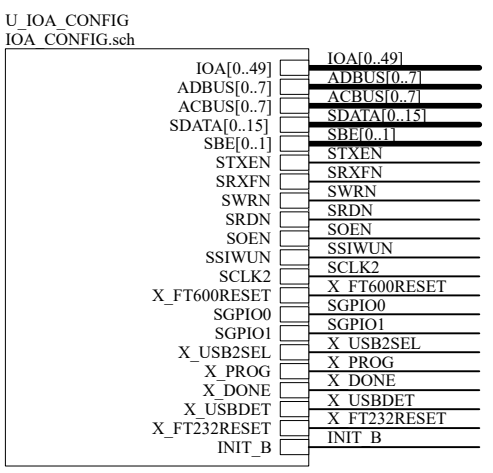 U_IOA_CONFIG
IOA_CONFIG.sch
IOA[0..49] IOA[0..49]
ADBUS[0..7] ADBUS[0..7]
ACBUS[0..7] ACBUS[0..7]
SDATA[0..15] SDATA[0..15]
SBE[0..1] SBE[0..1]
STXEN STXEN
SRXFN SRXFN
SWRN SWRN
SRDN SRDN
SOEN SOEN
SSIWUN SSIWUN
SCLK2 SCLK2
X_FT600RESET X_FT600RESET
SGPIO0 SGPIO0
SGPIO1 SGPIO1
X_USB2SEL X_USB2SEL
X_PROG X_PROG
X_DONE X_DONE
X_USBDET X_USBDET
X_FT232RESET X_FT232RESET
INIT_B INIT_B